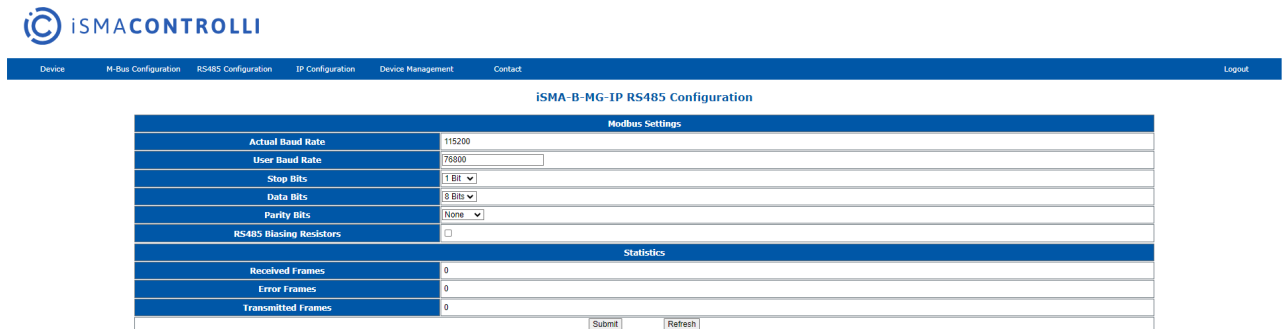 iSMACONTROLLI
Device M-Bus Configuration RS485 Configuration IP Configuration Device Management Contact Logout
iSMA-B-MG-IP RS485 Configuration
Modbus Settings
Actual Baud Rate 115200
User Baud Rate 76800
Stop Bits 1 Bit
Data Bits 8 Bits
Parity Bits None
RS485 Biasing Resistors
Statistics
Received Frames 0
Error Frames 0
Transmitted Frames 0
Submit Refresh